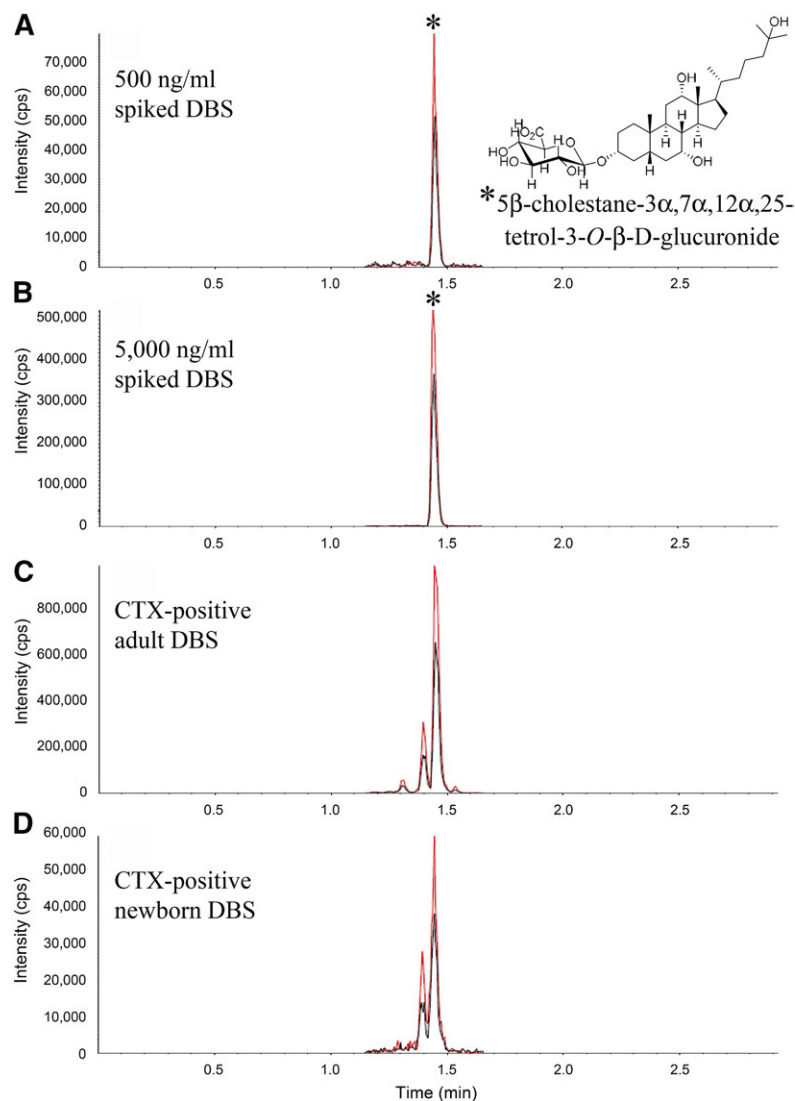 A
500 ng/ml
spiked DBS
Intensity (cps)
70,000
60,000
50,000
40,000
30,000
20,000
10,000
0
*
0.5 1.0 1.5 2.0 2.5
OH
OH
H
H
H
H
OH
H
H
⁻O₂C
O
HO
HO
H
H
OH
H
O
*5β-cholestane-3α,7α,12α,25-
tetrol-3-O-β-D-glucuronide
B
5,000 ng/ml
spiked DBS
Intensity (cps)
500,000
400,000
300,000
200,000
100,000
0
*
0.5 1.0 1.5 2.0 2.5
C
CTX-positive
adult DBS
Intensity (cps)
800,000
600,000
400,000
200,000
0
0.5 1.0 1.5 2.0 2.5
D
CTX-positive
newborn DBS
Intensity (cps)
60,000
50,000
40,000
30,000
20,000
10,000
0
0.5 1.0 1.5 2.0 2.5
Time (min)